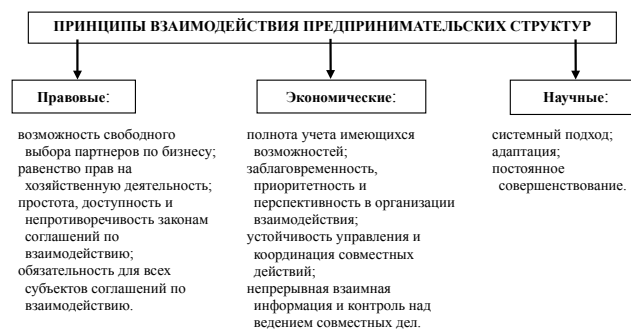 ПРИНЦИПЫ ВЗАИМОДЕЙСТВИЯ ПРЕДПРИНИМАТЕЛЬСКИХ СТРУКТУР
Правовые:
возможность свободного
выбора партнеров по бизнесу;
равенство прав на
хозяйственную деятельность;
простота, доступность и
непротиворечивость законам
соглашений по
взаимодействию;
обязательность для всех
субъектов соглашений по
взаимодействию.
Экономические:
полнота учета имеющихся
возможностей;
заблаговременность,
приоритетность и
перспективность в организации
взаимодействия;
устойчивость управления и
координация совместных
действий;
непрерывная взаимная
информация и контроль над
ведением совместных дел.
Научные:
системный подход;
адаптация;
постоянное
совершенствование.